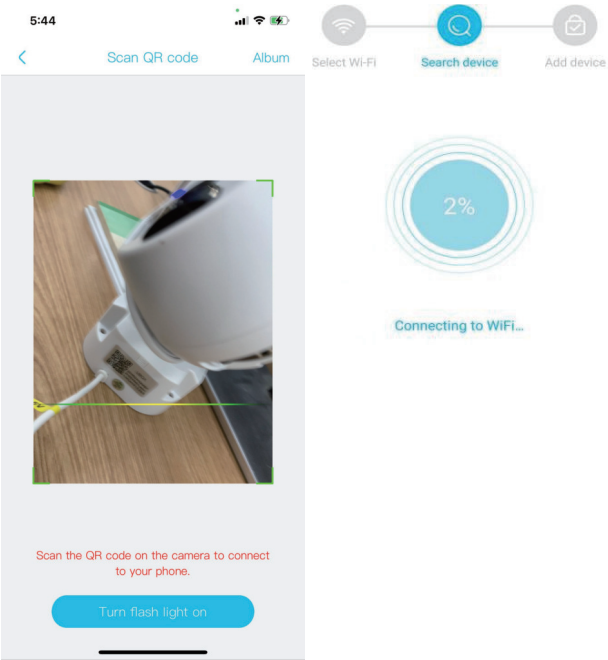 5:44
Scan QR code
Album
Scan the QR code on the camera to connect
to your phone.
Turn flash light on
Select Wi-Fi
Search device
Add device
2%
Connecting to WiFi...